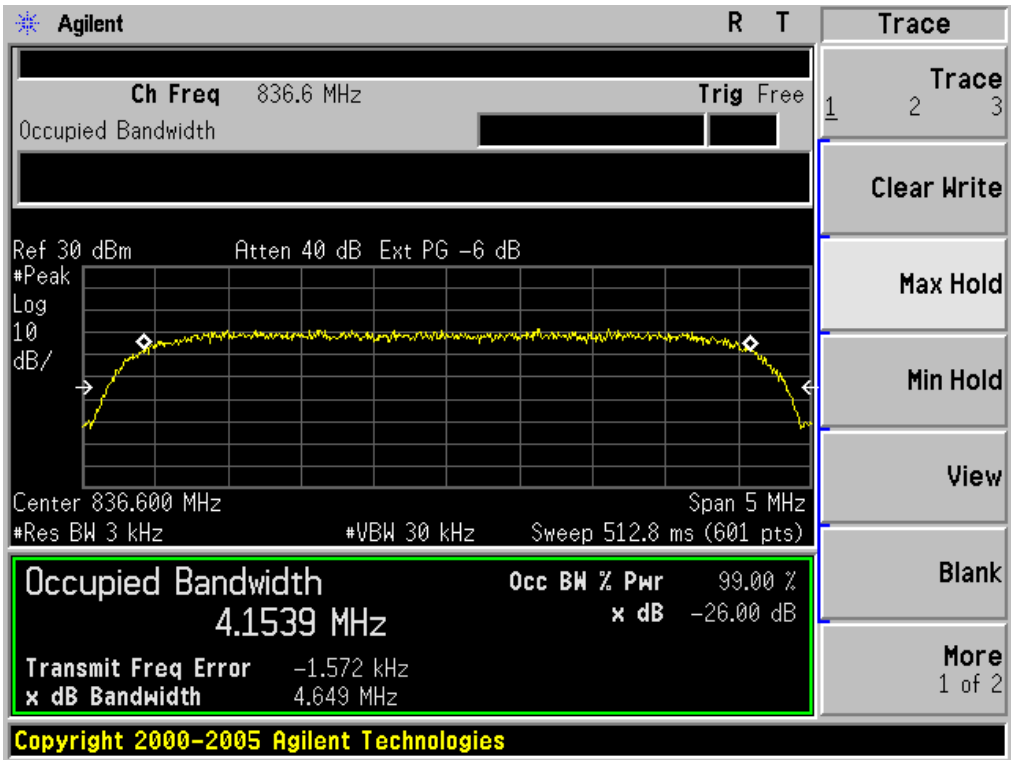 Agilent R T Trace
Ch Freq 836.6 MHz Trig Free
Occupied Bandwidth
Trace
1 2 3
Clear Write
Ref 30 dBm Atten 40 dB Ext PG -6 dB
#Peak
Log
10
dB/
Max Hold
Min Hold
View
Center 836.600 MHz Span 5 MHz
#Res BW 3 kHz #VBW 30 kHz Sweep 512.8 ms (601 pts)
Occupied Bandwidth Occ BW % Pwr 99.00 %
4.1539 MHz x dB -26.00 dB
Blank
Transmit Freq Error -1.572 kHz
x dB Bandwidth 4.649 MHz
More
1 of 2
Copyright 2000-2005 Agilent Technologies